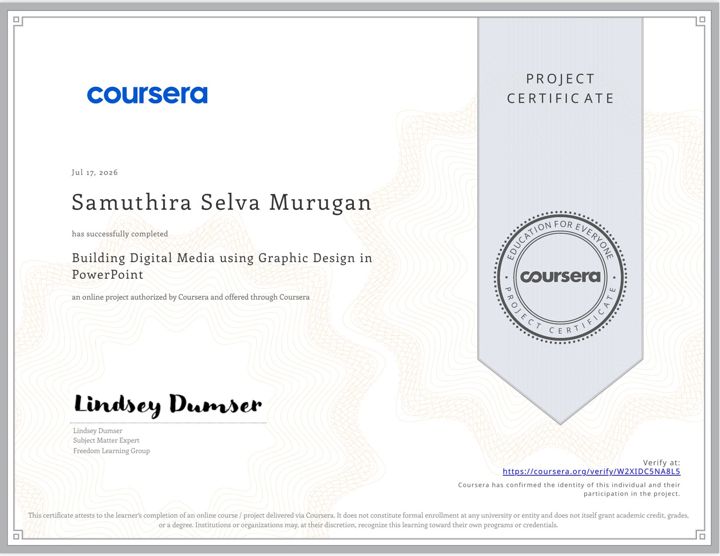 PROJECT
CERTIFICATE
coursera
Jul 17, 2026
Samuthira Selva Murugan
has successfully completed
Building Digital Media using Graphic Design in
PowerPoint
an online project authorized by Coursera and offered through Coursera
EDUCATION FOR EVERYONE
coursera
PROJECT CERTIFICATE
Lindsey Dumser
Lindsey Dumser
Subject Matter Expert
Freedom Learning Group
Verify at:
https://coursera.org/verify/W2XIDC5NA8L5
Coursera has confirmed the identity of this individual and their
participation in the project.
This certificate attests to the learner's completion of an online course / project delivered via Coursera. It does not constitute formal enrollment at any university or entity and does not itself grant academic credit, grades,
or a degree. Institutions or organizations may, at their discretion, recognize this learning toward their own programs or credentials.